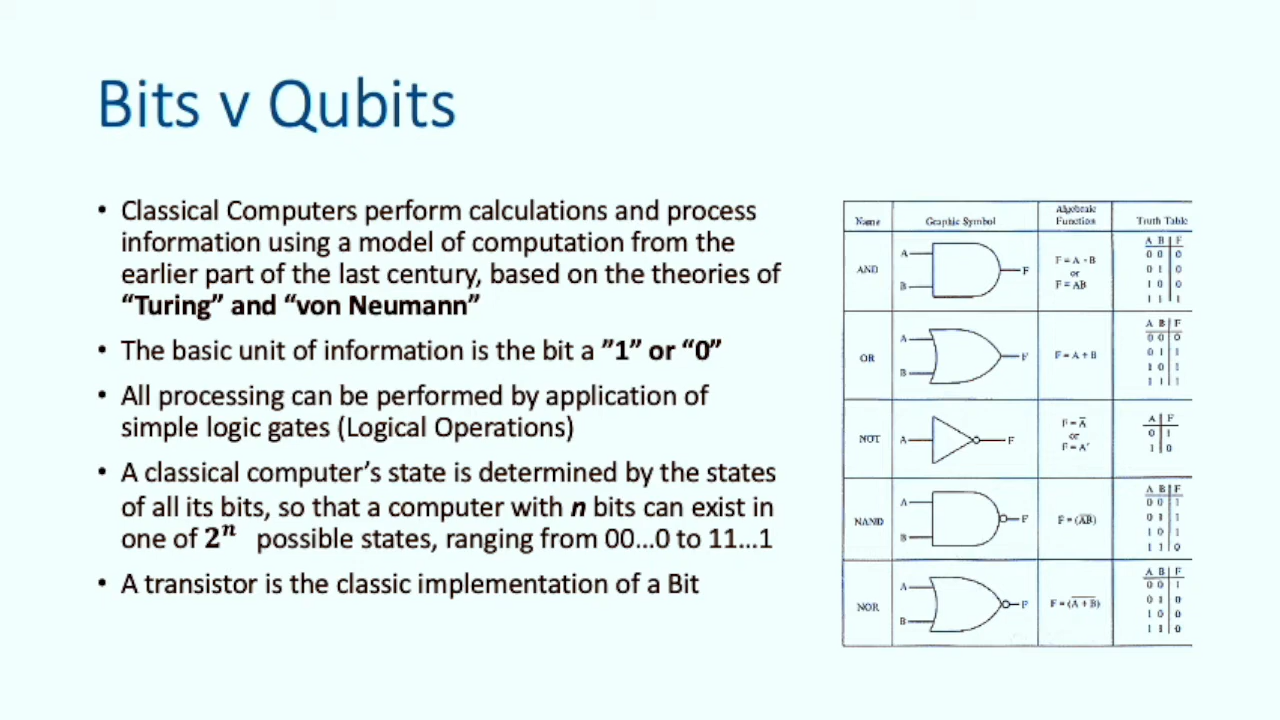 Bits v Qubits
• Classical Computers perform calculations and process
information using a model of computation from the
earlier part of the last century, based on the theories of
“Turing” and “von Neumann”
• The basic unit of information is the bit a ”1” or “0”
• All processing can be performed by application of
simple logic gates (Logical Operations)
• A classical computer’s state is determined by the states
of all its bits, so that a computer with n bits can exist in
one of 2ⁿ possible states, ranging from 00...0 to 11...1
• A transistor is the classic implementation of a Bit
Name Graphic Symbol Algebraic Function Truth Table
AND
A
B
F
F = A · B
or
F = AB
A B F
0 0 0
0 1 0
1 0 0
1 1 1
OR
A
B
F
F = A + B
A B F
0 0 0
0 1 1
1 0 1
1 1 1
NOT
A
F
F = A̅
or
F = A'
A F
0 1
1 0
NAND
A
B
F
F = (A̅B̅)
A B F
0 0 1
0 1 1
1 0 1
1 1 0
NOR
A
B
F
F = (A̅ ̅+̅ ̅B̅)
A B F
0 0 1
0 1 0
1 0 0
1 1 0